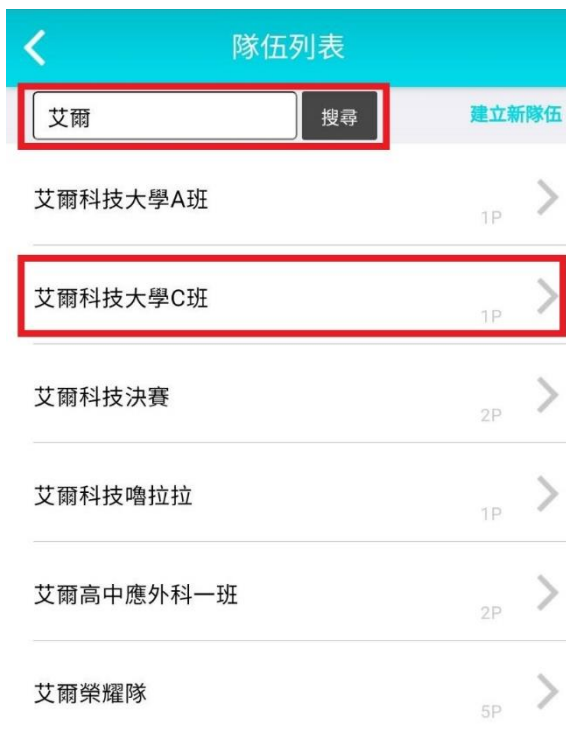 隊伍列表
艾爾 搜尋 建立新隊伍
艾爾科技大學A班 1P
艾爾科技大學C班 1P
艾爾科技決賽 2P
艾爾科技嚕拉拉 1P
艾爾高中應外科一班 2P
艾爾榮耀隊 5P